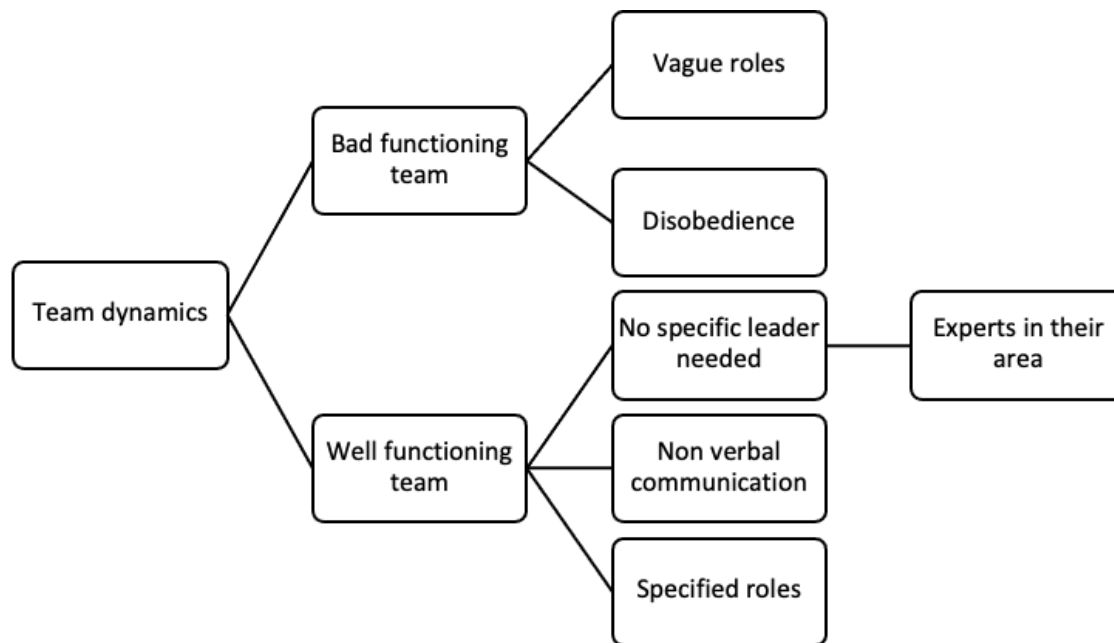 Vague roles
Bad functioning
team
Disobedience
Team dynamics
No specific leader
needed
Experts in their
area
Well functioning
team
Non verbal
communication
Specified roles